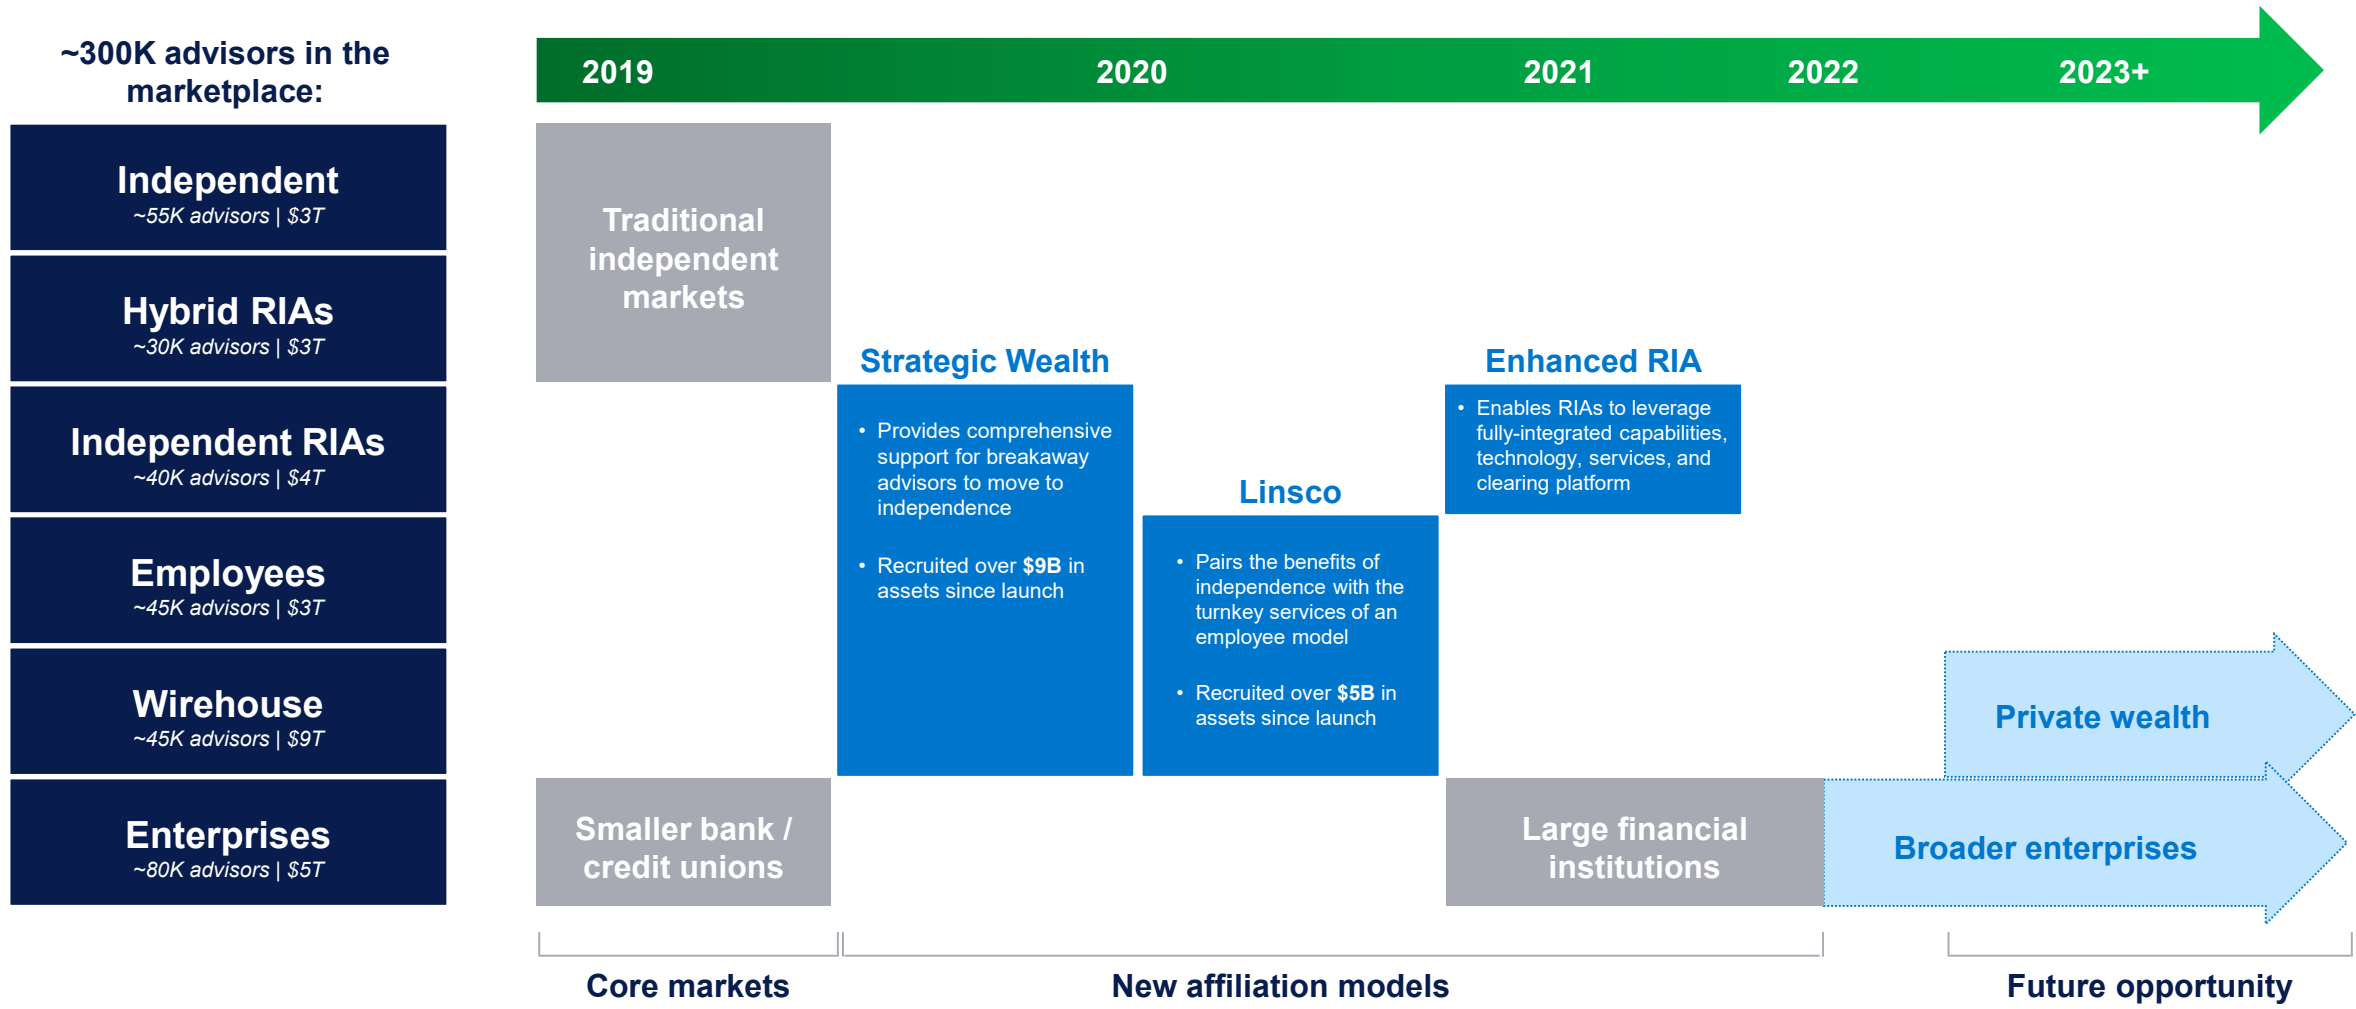 ~300K advisors in the
marketplace:
2019
2020
2021
2022
2023+
Independent
~55K advisors | $3T
Hybrid RIAs
~30K advisors | $3T
Independent RIAs
~40K advisors | $4T
Employees
~45K advisors | $3T
Wirehouse
~45K advisors | $9T
Enterprises
~80K advisors | $5T
Traditional
independent
markets
Smaller bank /
credit unions
Strategic Wealth
• Provides comprehensive
support for breakaway
advisors to move to
independence
• Recruited over $9B in
assets since launch
Linsco
• Pairs the benefits of
independence with the
turnkey services of an
employee model
• Recruited over $5B in
assets since launch
Enhanced RIA
• Enables RIAs to leverage
fully-integrated capabilities,
technology, services, and
clearing platform
Large financial
institutions
Private wealth
Broader enterprises
Core markets
New affiliation models
Future opportunity